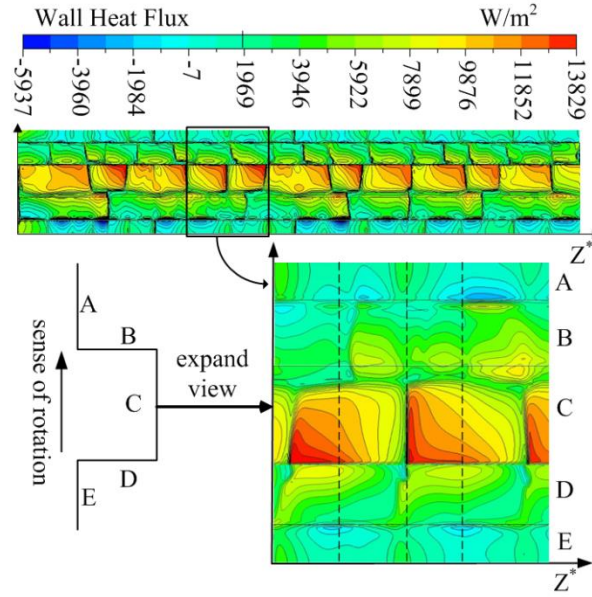 Wall Heat Flux W/m²
-5937 -3960 -1984 -7 1969 3946 5922 7899 9876 11852 13829
Z*
A
B
C
D
E
sense of rotation
expand
view
A
B
C
D
E
Z*